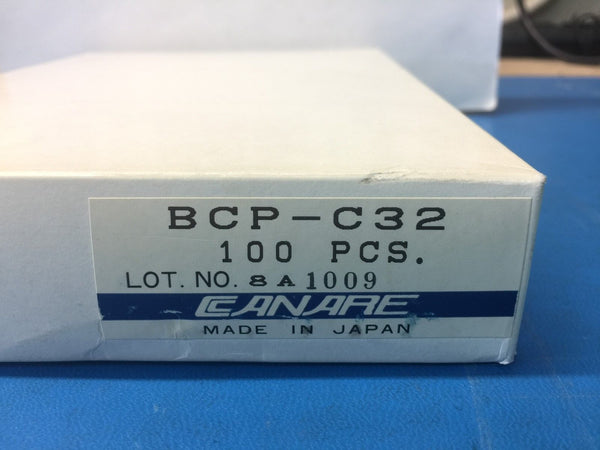 BCP-C32
100 PCS.
LOT. NO. 8A1009
CANARE
MADE IN JAPAN